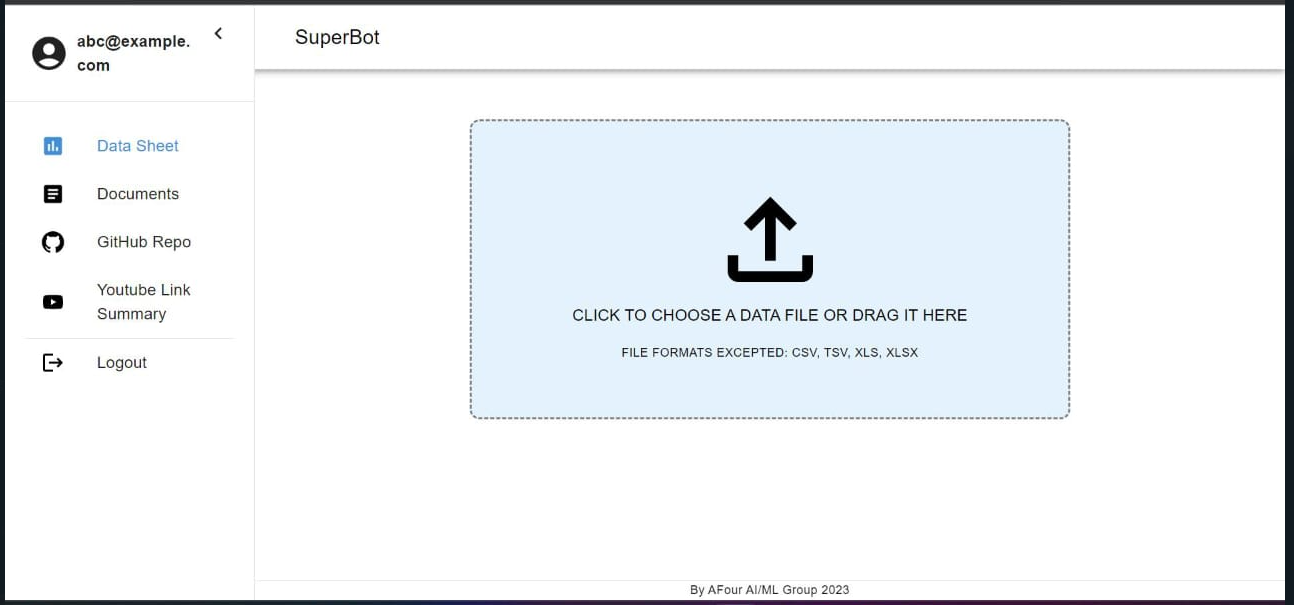 abc@example.
com
SuperBot
Data Sheet
Documents
GitHub Repo
Youtube Link
Summary
Logout
CLICK TO CHOOSE A DATA FILE OR DRAG IT HERE
FILE FORMATS EXCEPTED: CSV, TSV, XLS, XLSX
By AFour AI/ML Group 2023